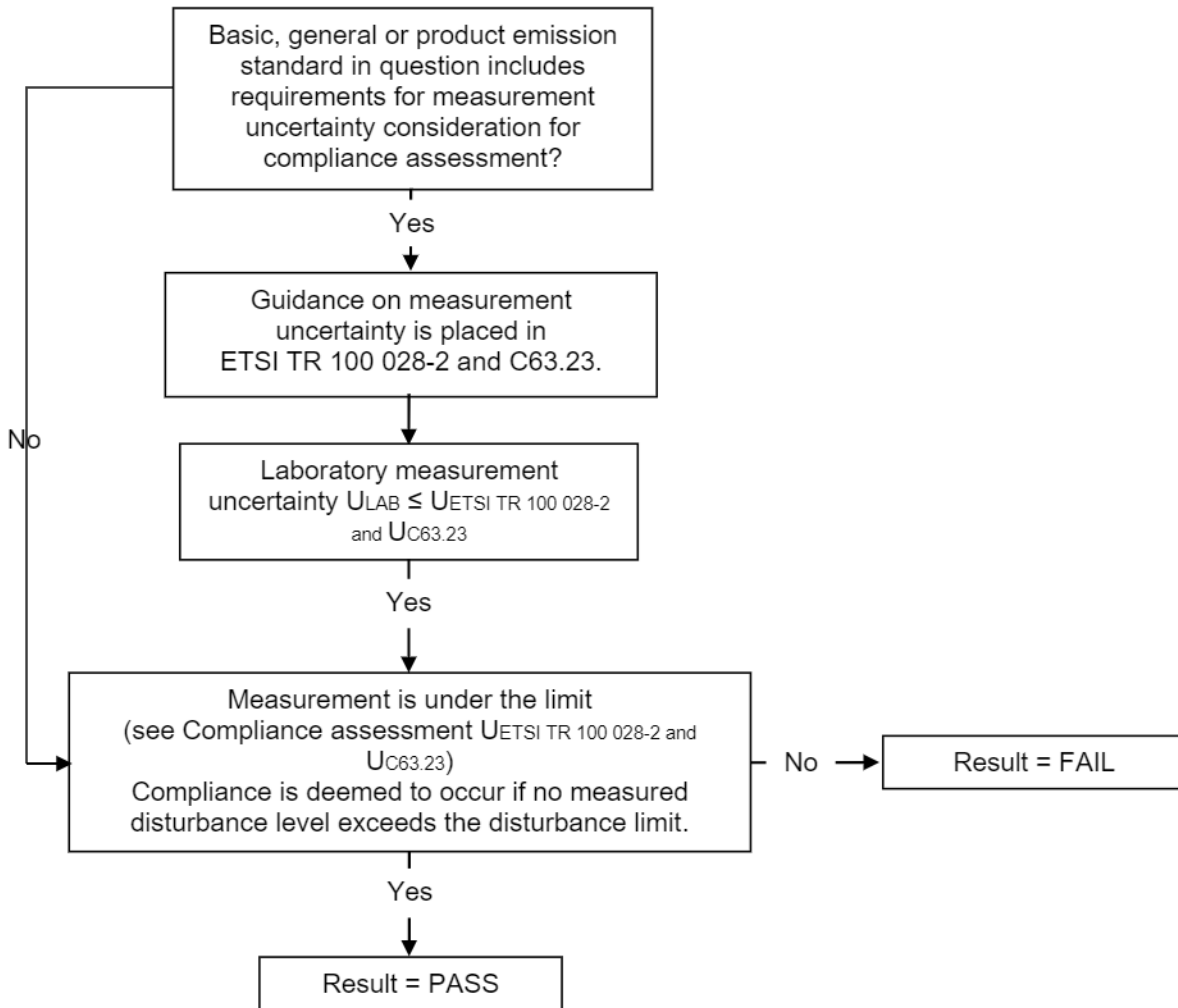 Basic, general or product emission
standard in question includes
requirements for measurement
uncertainty consideration for
compliance assessment?
Yes
Guidance on measurement
uncertainty is placed in
ETSI TR 100 028-2 and C63.23.
No
Laboratory measurement
uncertainty ULAB ≤ UETSI TR 100 028-2
and UC63.23
Yes
Measurement is under the limit
(see Compliance assessment UETSI TR 100 028-2 and
UC63.23)
Compliance is deemed to occur if no measured
disturbance level exceeds the disturbance limit.
No
Result = FAIL
Yes
Result = PASS